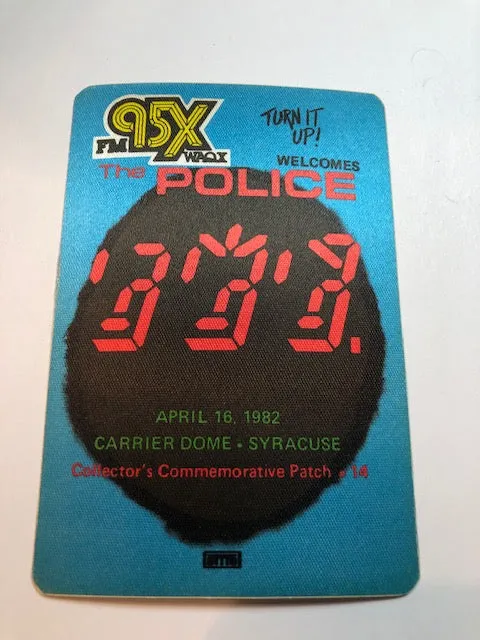 FM 95X
WAQX
TURN IT
UP!
WELCOMES
The POLICE
APRIL 16, 1982
CARRIER DOME • SYRACUSE
Collector's Commemorative Patch • 14